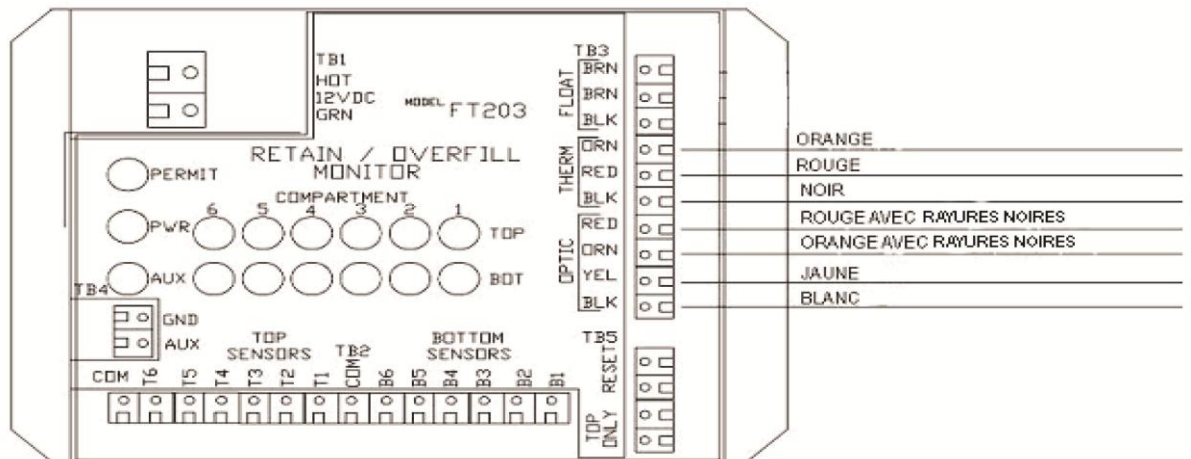 TB1
HOT
12VDC
GRN
MODEL FT203
RETAIN / OVERFILL
MONITOR
COMPARTMENT
6 5 4 3 2 1
PERMIT
PWR
TOP
AUX
BOT
TB4
GND
AUX
TOP
SENSORS
TB2
BOTTOM
SENSORS
COM T6 T5 T4 T3 T2 T1 COM B6 B5 B4 B3 B2 B1
TB3
FLOAT
BRN
BRN
BLK
THERM
ORN
RED
BLK
OPTIC
RED
ORN
YEL
BLK
TB5
RESET
TOP
ONLY
ORANGE
ROUGE
NOIR
ROUGE AVEC RAYURES NOIRES
ORANGE AVEC RAYURES NOIRES
JAUNE
BLANC